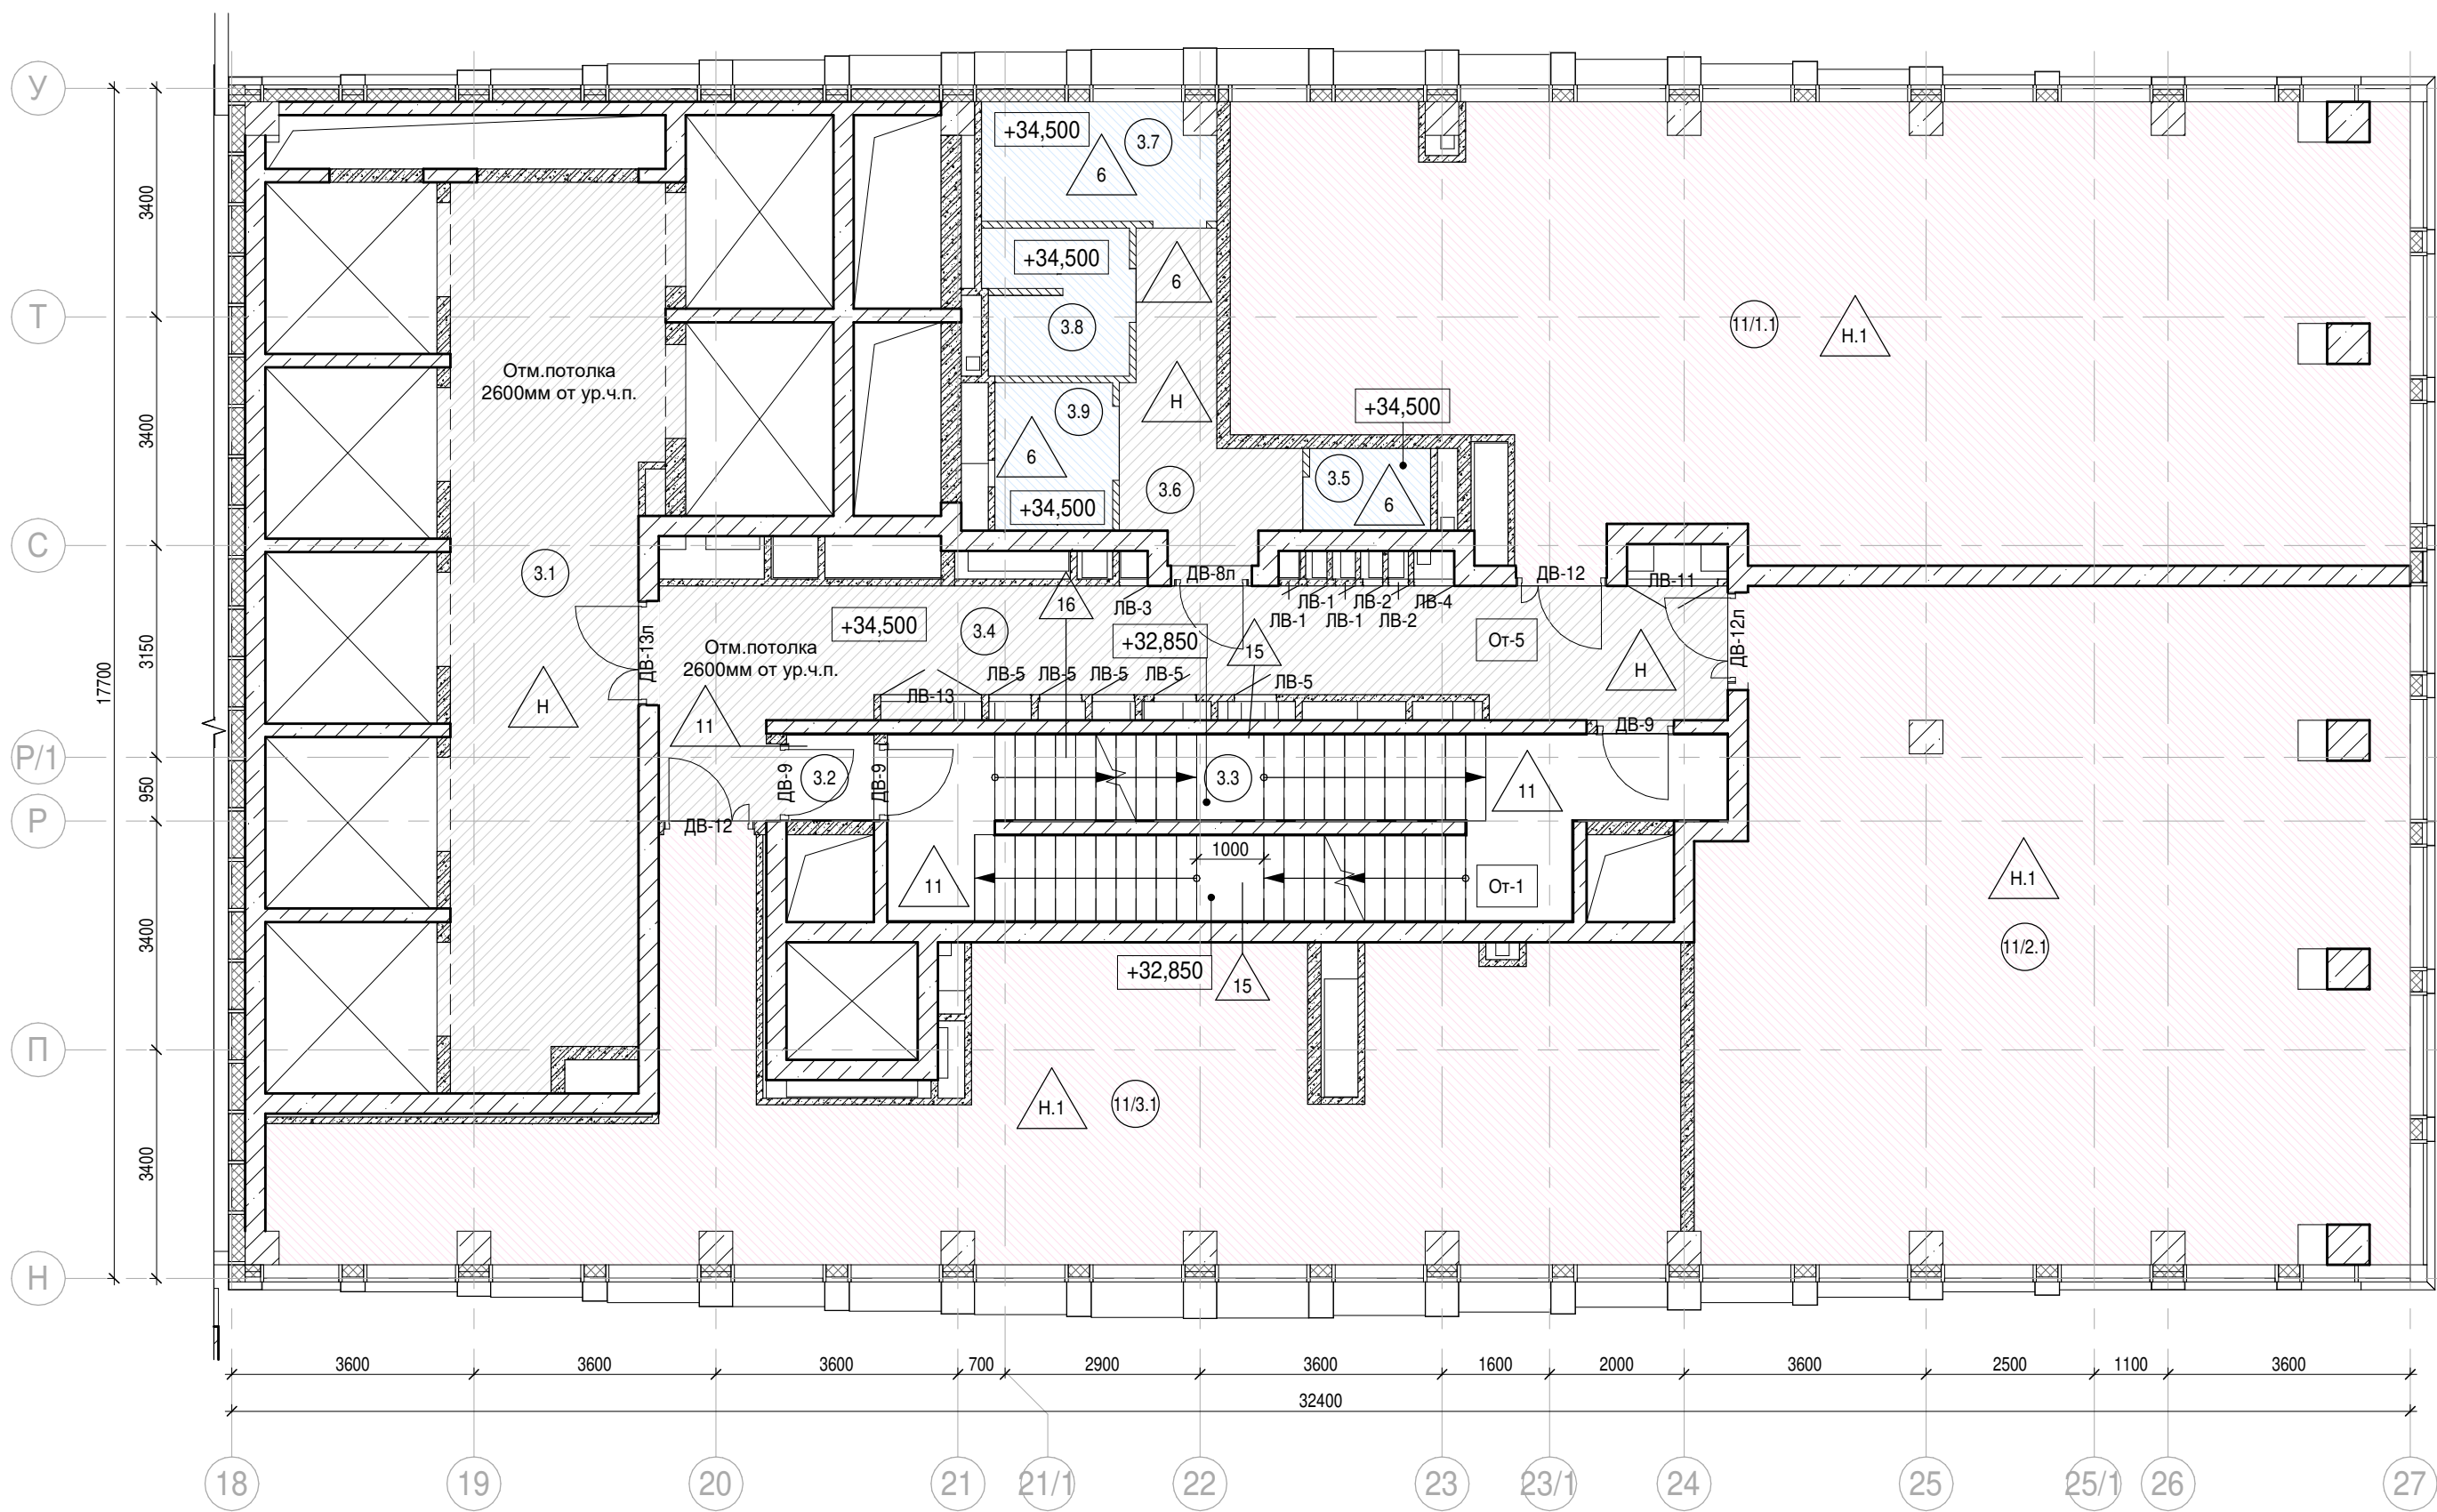 У
+34,500
3.7
6
3400
+34,500
6
Т
3.8
11/1.1
Н.1
Отм.потолка
2600мм от ур.ч.п.
3.9
Н
+34,500
3400
6
3.6
3.5
6
+34,500
С
3.1
ДВ-8л
ДВ-12
ЛВ-11
16
ЛВ-3
ЛВ-1
ЛВ-2
ЛВ-4
ЛВ-1
ЛВ-1
ЛВ-2
+34,500
3.4
+32,850
15
От-5
ДВ-12л
3150
17700
Отм.потолка
2600мм от ур.ч.п.
ДВ-13л
ЛВ-5
ЛВ-5
ЛВ-5
ЛВ-5
ЛВ-5
Н
ЛВ-13
Н
11
ДВ-9
Р/1
ДВ-9
3.2
ДВ-9
3.3
11
950
Р
ДВ-12
1000
11
От-1
Н.1
3400
11/2.1
+32,850
15
П
Н.1
11/3.1
3400
Н
3600
3600
3600
700
2900
3600
1600
2000
3600
2500
1100
3600
32400
18
19
20
21
21/1
22
23
23/1
24
25
25/1
26
27